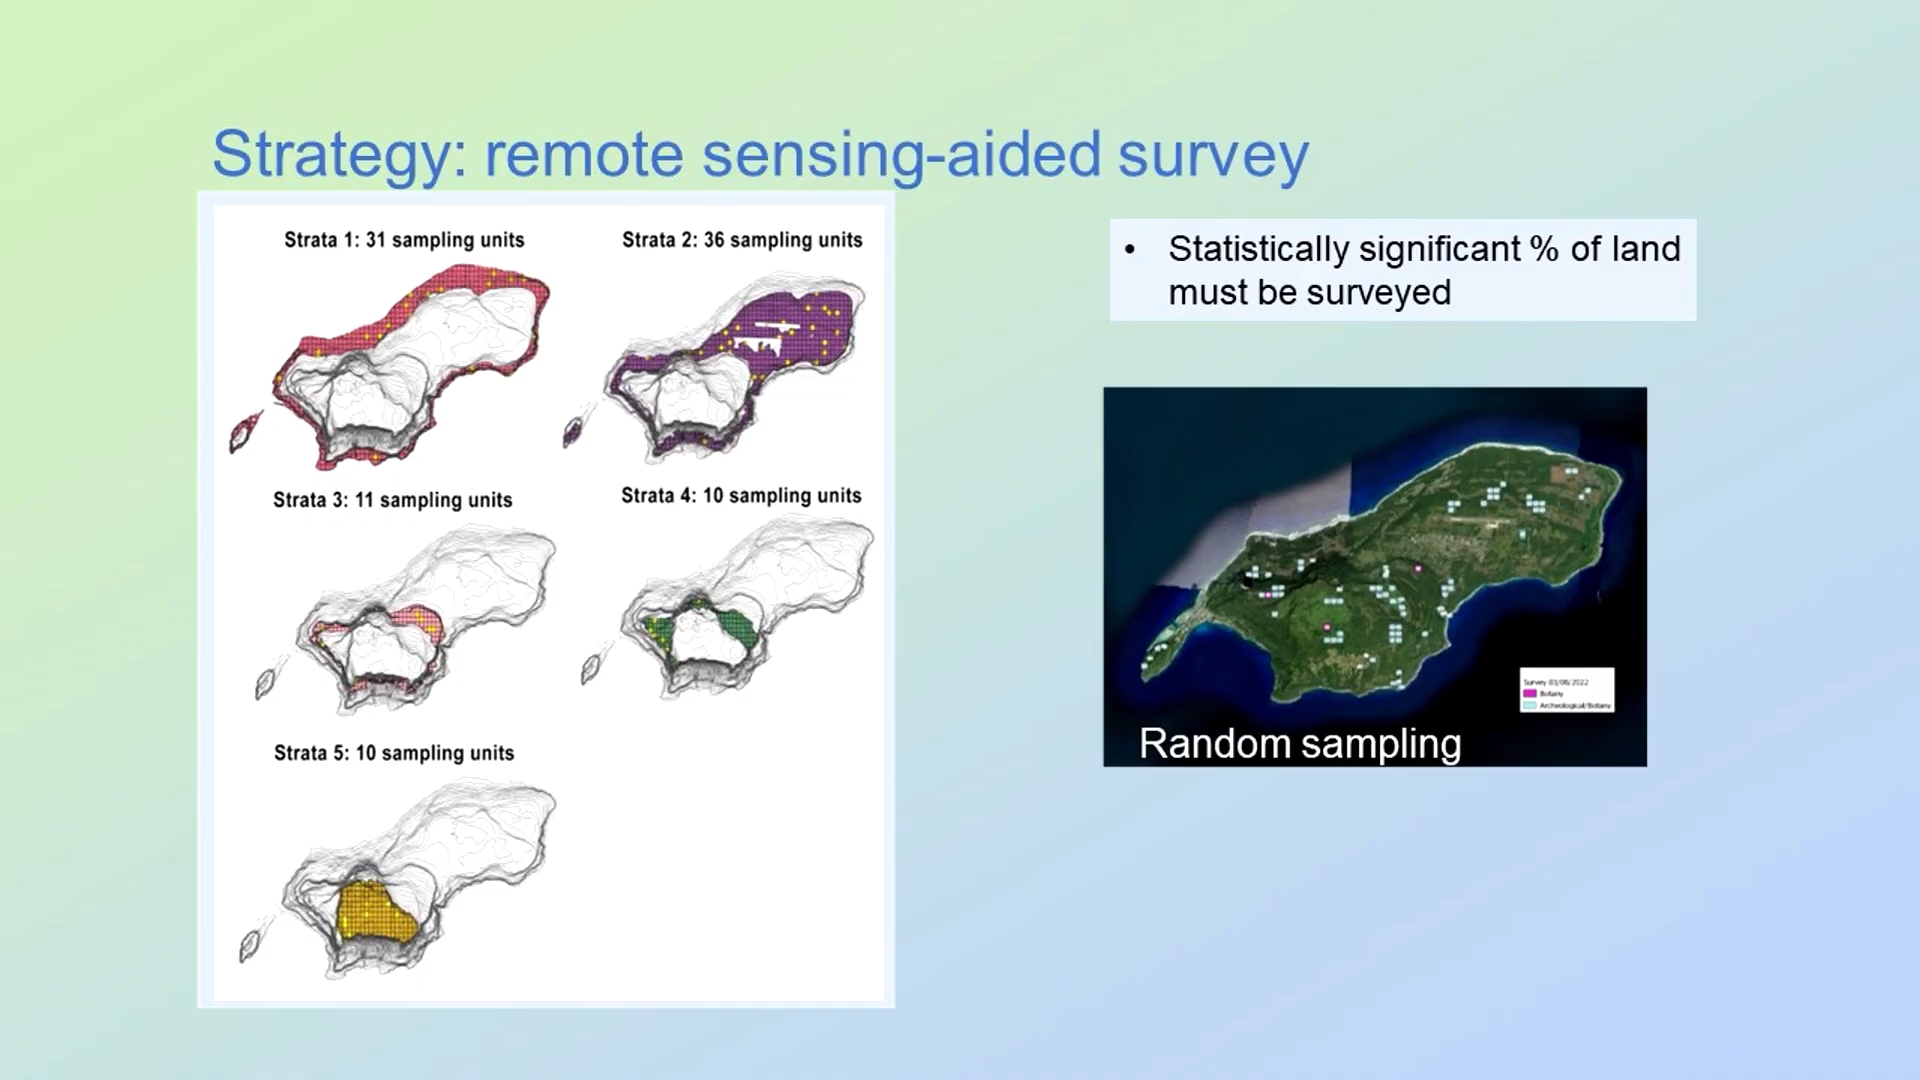 Strategy: remote sensing-aided survey
Strata 1: 31 sampling units
Strata 2: 36 sampling units
Strata 3: 11 sampling units
Strata 4: 10 sampling units
Strata 5: 10 sampling units
• Statistically significant % of land
must be surveyed
Survey 03/08/2022
Botany
Archeological/Botany
Random sampling